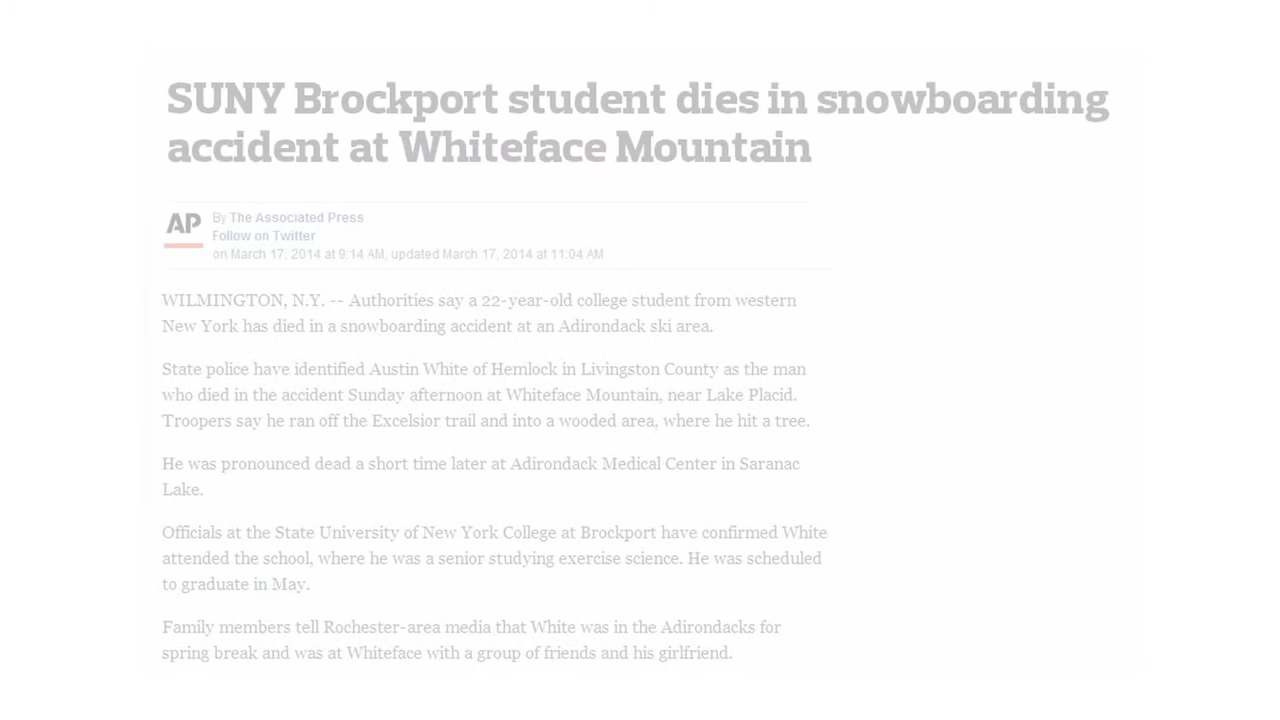 SUNY Brockport student dies in snowboarding
accident at Whiteface Mountain
AP
By The Associated Press
Follow on Twitter
on March 17, 2014 at 9:14 AM, updated March 17, 2014 at 11:04 AM
WILMINGTON, N.Y. -- Authorities say a 22-year-old college student from western
New York has died in a snowboarding accident at an Adirondack ski area.
State police have identified Austin White of Hemlock in Livingston County as the man
who died in the accident Sunday afternoon at Whiteface Mountain, near Lake Placid.
Troopers say he ran off the Excelsior trail and into a wooded area, where he hit a tree.
He was pronounced dead a short time later at Adirondack Medical Center in Saranac
Lake.
Officials at the State University of New York College at Brockport have confirmed White
attended the school, where he was a senior studying exercise science. He was scheduled
to graduate in May.
Family members tell Rochester-area media that White was in the Adirondacks for
spring break and was at Whiteface with a group of friends and his girlfriend.